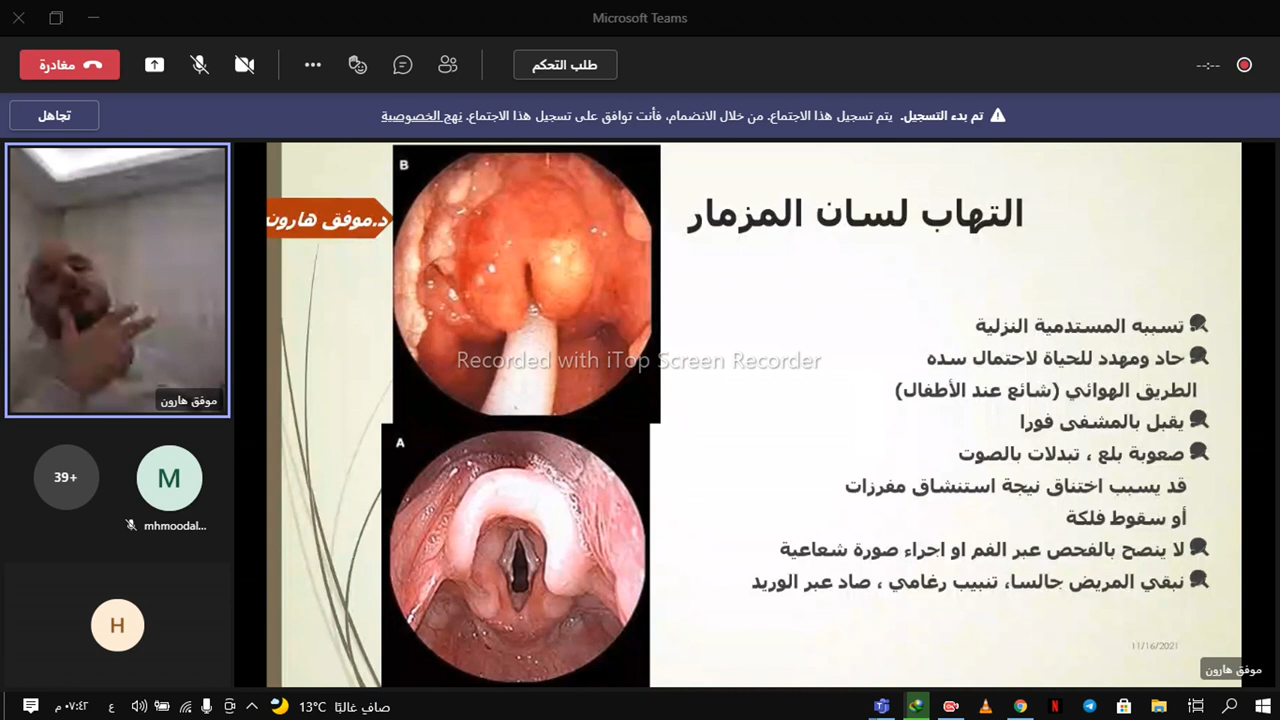 Microsoft Teams
مغادرة
طلب التحكم
--:--
تم بدء التسجيل. يتم تسجيل هذا الاجتماع. من خلال الانضمام، فأنت توافق على تسجيل هذا الاجتماع. نهج الخصوصية
تجاهل
موفق هارون
39+
M
mhmoodal...
H
د.موفق هارون
B
A
التهاب لسان المزمار
تسببه المستدمية النزلية
حاد ومهدد للحياة لاحتمال سده
الطريق الهوائي (شائع عند الأطفال)
يقبل بالمشفى فورا
صعوبة بلع ، تبدلات بالصوت
قد يسبب اختناق نيجة استنشاق مفرزات
أو سقوط فلكة
لا ينصح بالفحص عبر الفم او اجراء صورة شعاعية
نبقي المريض جالسا، تنبيب رغامي ، صاد عبر الوريد
Recorded with iTop Screen Recorder
11/16/2021
موفق هارون
٠٧:٤٢ م
ع
13°C صافي غالبًا